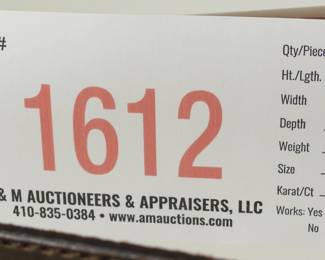 #
1612
& M AUCTIONEERS & APPRAISERS, LLC
410-835-0384 • www.amauctions.com
Qty/Piece
Ht./Lgth.
Width
Depth
Weight
Size
Karat/Ct
Works: Yes
No